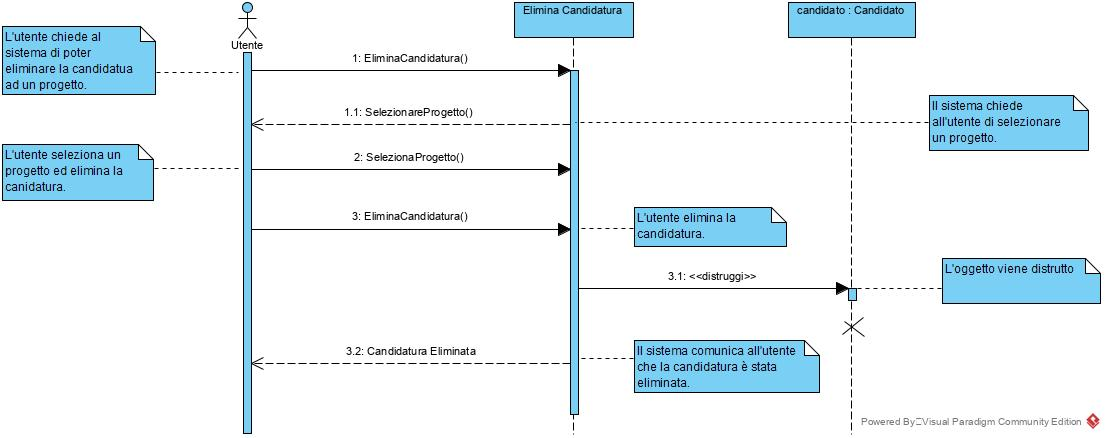 Elimina Candidatura
candidato : Candidato
Utente
L'utente chiede al
sistema di poter
eliminare la candidatua
ad un progetto.
1: EliminaCandidatura()
1.1: SelezionareProgetto()
Il sistema chiede
all'utente di selezionare
un progetto.
L'utente seleziona un
progetto ed elimina la
canidatura.
2: SelezionaProgetto()
3: EliminaCandidatura()
L'utente elimina la
candidatura.
3.1: <<distruggi>>
L'oggetto viene distrutto
3.2: Candidatura Eliminata
Il sistema comunica all'utente
che la candidatura è stata
eliminata.
Powered By Visual Paradigm Community Edition